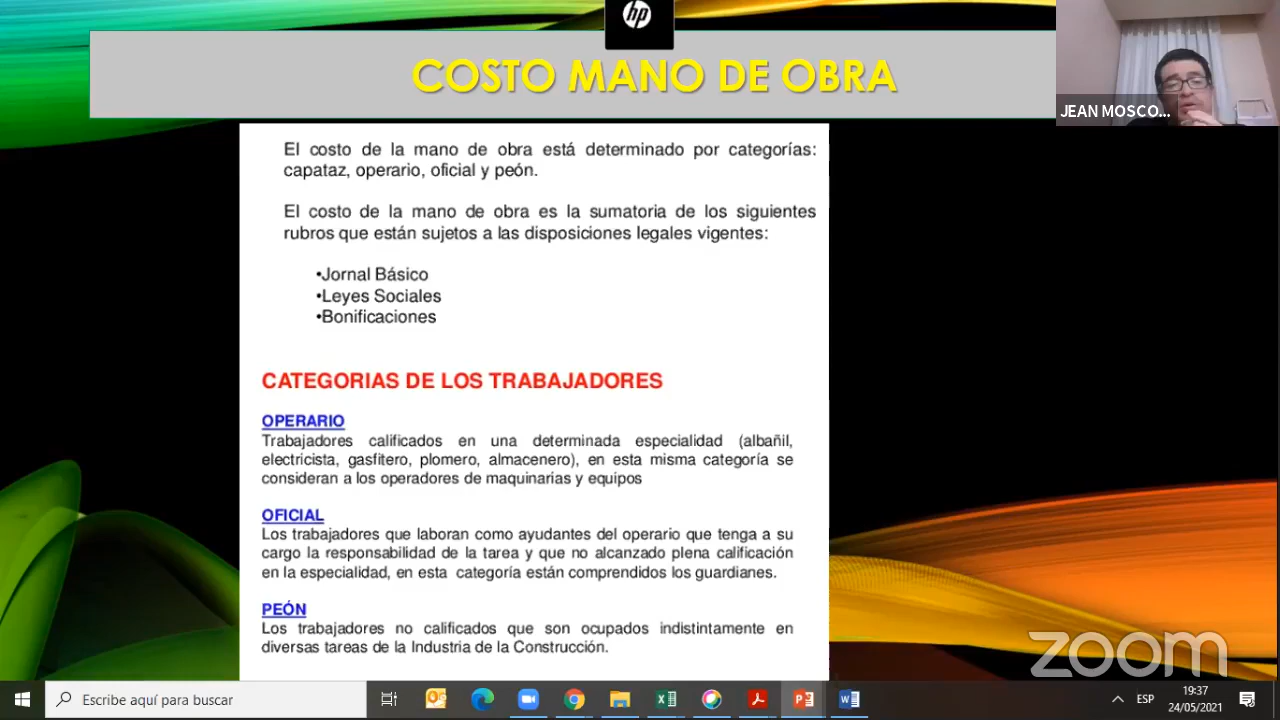 hp
COSTO MANO DE OBRA
JEAN MOSCO...
El costo de la mano de obra está determinado por categorías:
capataz, operario, oficial y peón.
El costo de la mano de obra es la sumatoria de los siguientes
rubros que están sujetos a las disposiciones legales vigentes:
•Jornal Básico
•Leyes Sociales
•Bonificaciones
CATEGORIAS DE LOS TRABAJADORES
OPERARIO
Trabajadores calificados en una determinada especialidad (albañil,
electricista, gasfitero, plomero, almacenero), en esta misma categoría se
consideran a los operadores de maquinarías y equipos
OFICIAL
Los trabajadores que laboran como ayudantes del operario que tenga a su
cargo la responsabilidad de la tarea y que no alcanzado plena calificación
en la especialidad, en esta categoría están comprendidos los guardianes.
PEÓN
Los trabajadores no calificados que son ocupados indistintamente en
diversas tareas de la Industria de la Construcción.
zoom
Escribe aquí para buscar
ESP
19:37
24/05/2021